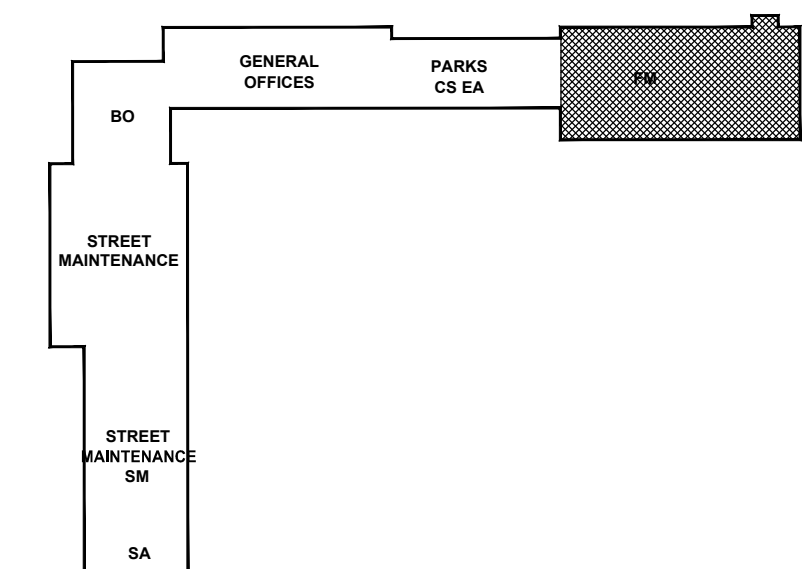 GENERAL
OFFICES
PARKS
CS EA
FM
BO
STREET
MAINTENANCE
STREET
MAINTENANCE
SM
SA